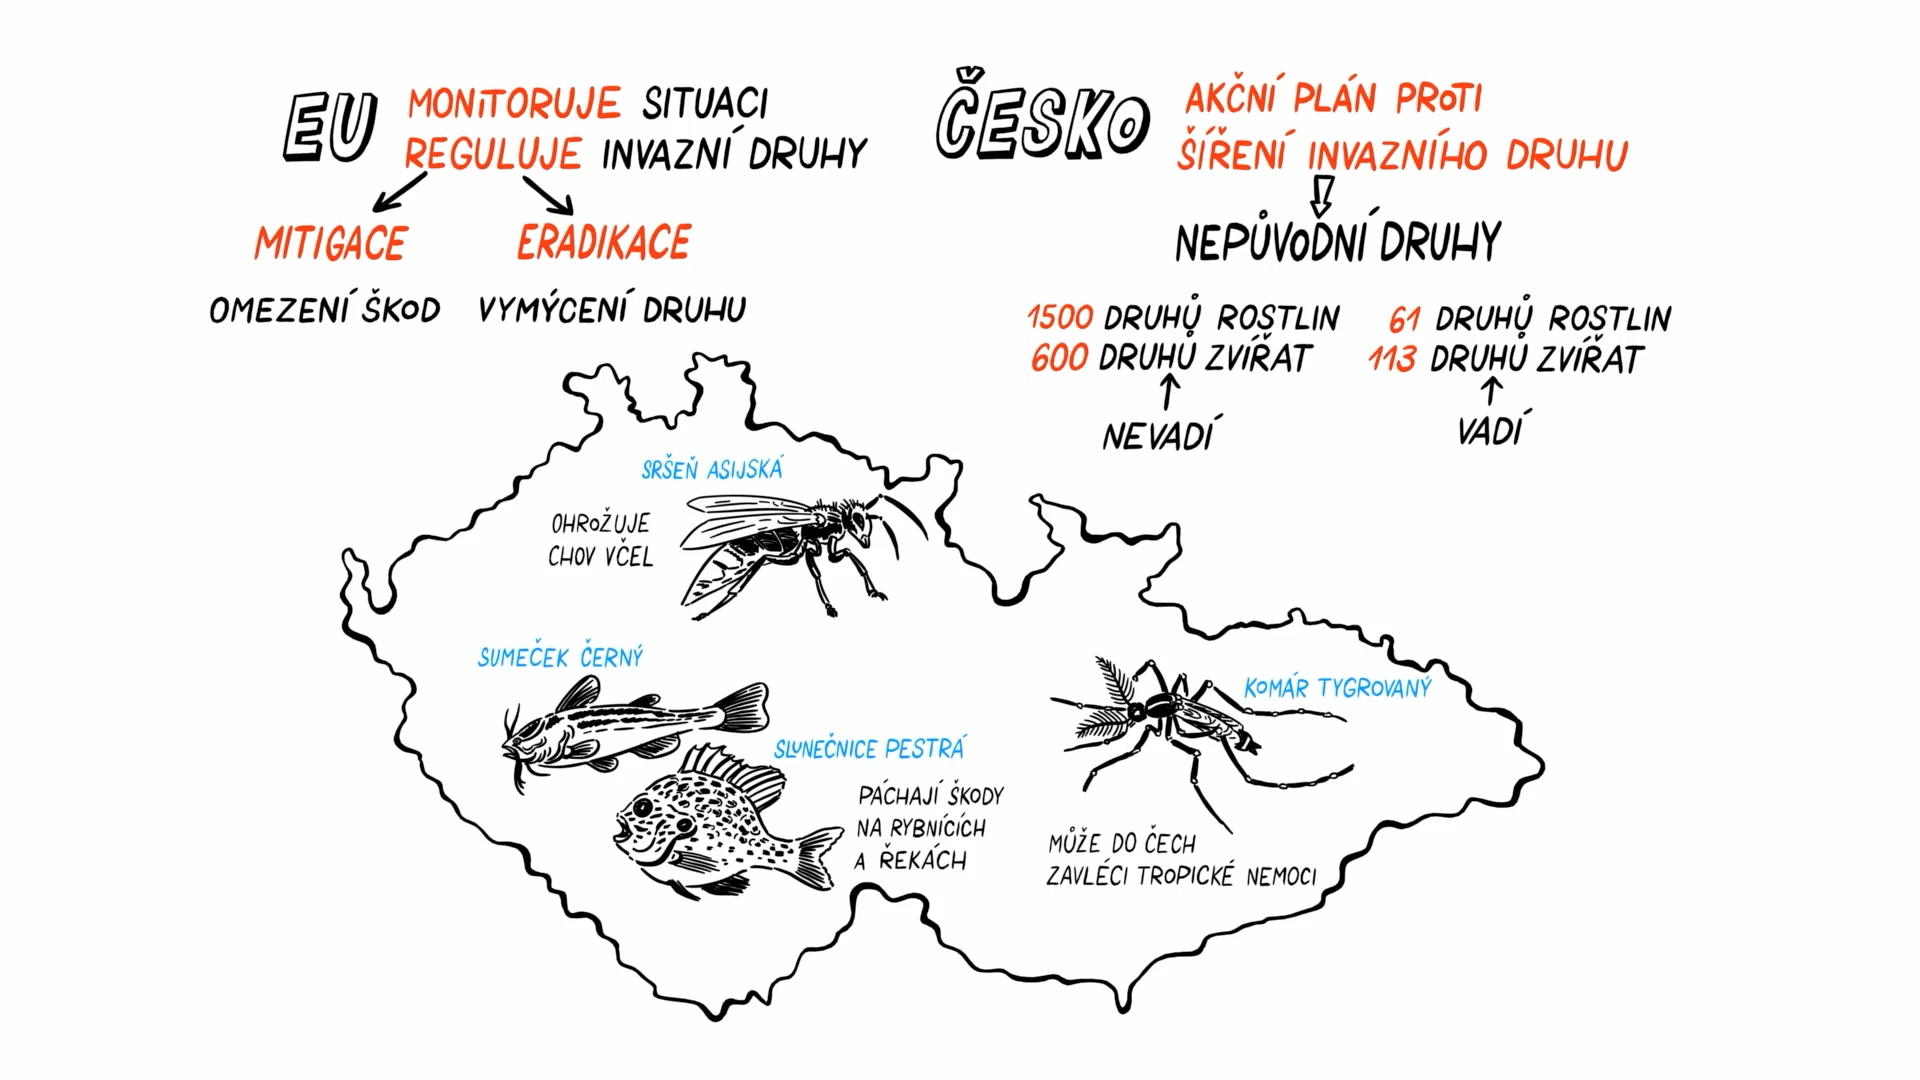 EU
MONITORUJE SITUACI
REGULUJE INVAZNÍ DRUHY
MITIGACE
ERADIKACE
OMEZENÍ ŠKOD
VYMÝCENÍ DRUHU
ČESKO
AKČNÍ PLÁN PROTI
ŠÍŘENÍ INVAZNÍHO DRUHU
NEPŮVODNÍ DRUHY
1500 DRUHŮ ROSTLIN
600 DRUHŮ ZVÍŘAT
NEVADÍ
61 DRUHŮ ROSTLIN
113 DRUHŮ ZVÍŘAT
VADÍ
SRŠEŇ ASIJSKÁ
OHROŽUJE
CHOV VČEL
SUMEČEK ČERNÝ
SLUNEČNICE PESTRÁ
PÁCHAJÍ ŠKODY
NA RYBNÍCÍCH
A ŘEKÁCH
KOMÁR TYGROVANÝ
MŮŽE DO ČECH
ZAVLÉCI TROPICKÉ NEMOCI